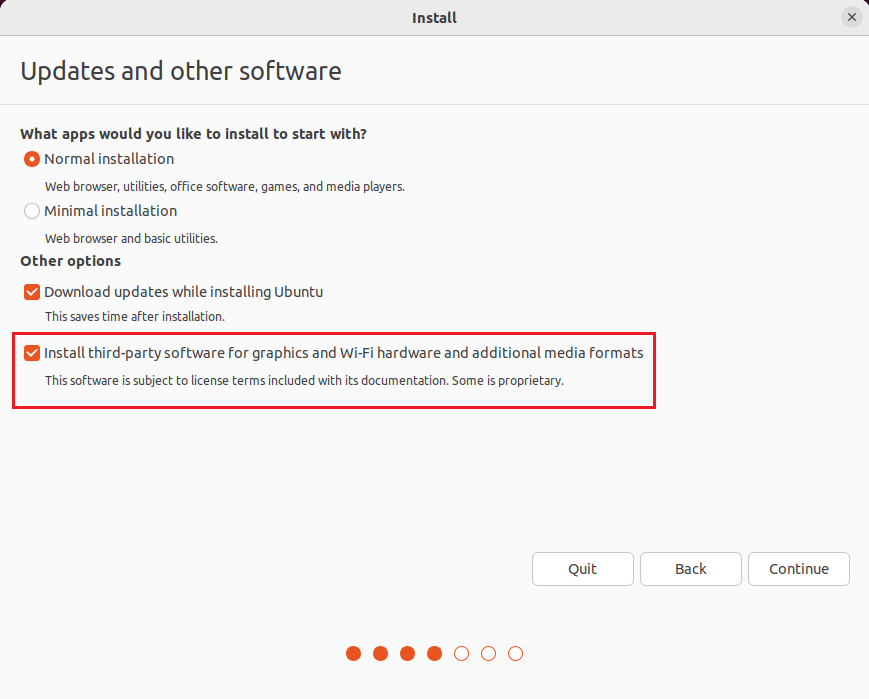 Install
Updates and other software
What apps would you like to install to start with?
Normal installation
Web browser, utilities, office software, games, and media players.
Minimal installation
Web browser and basic utilities.
Other options
Download updates while installing Ubuntu
This saves time after installation.
Install third-party software for graphics and Wi-Fi hardware and additional media formats
This software is subject to license terms included with its documentation. Some is proprietary.
Quit Back Continue